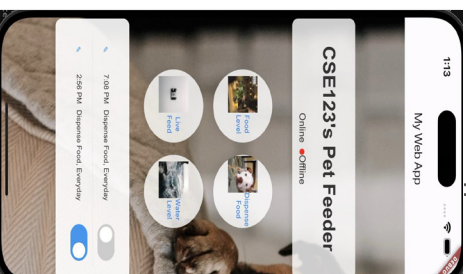 1:13
My Web App
DEBUG
CSE123's Pet Feeder
Online Offline
Food
Level
Dispense
Food
Live
Feed
Water
Level
7:08 PM Dispense Food, Everyday
2:56 PM Dispense Food, Everyday